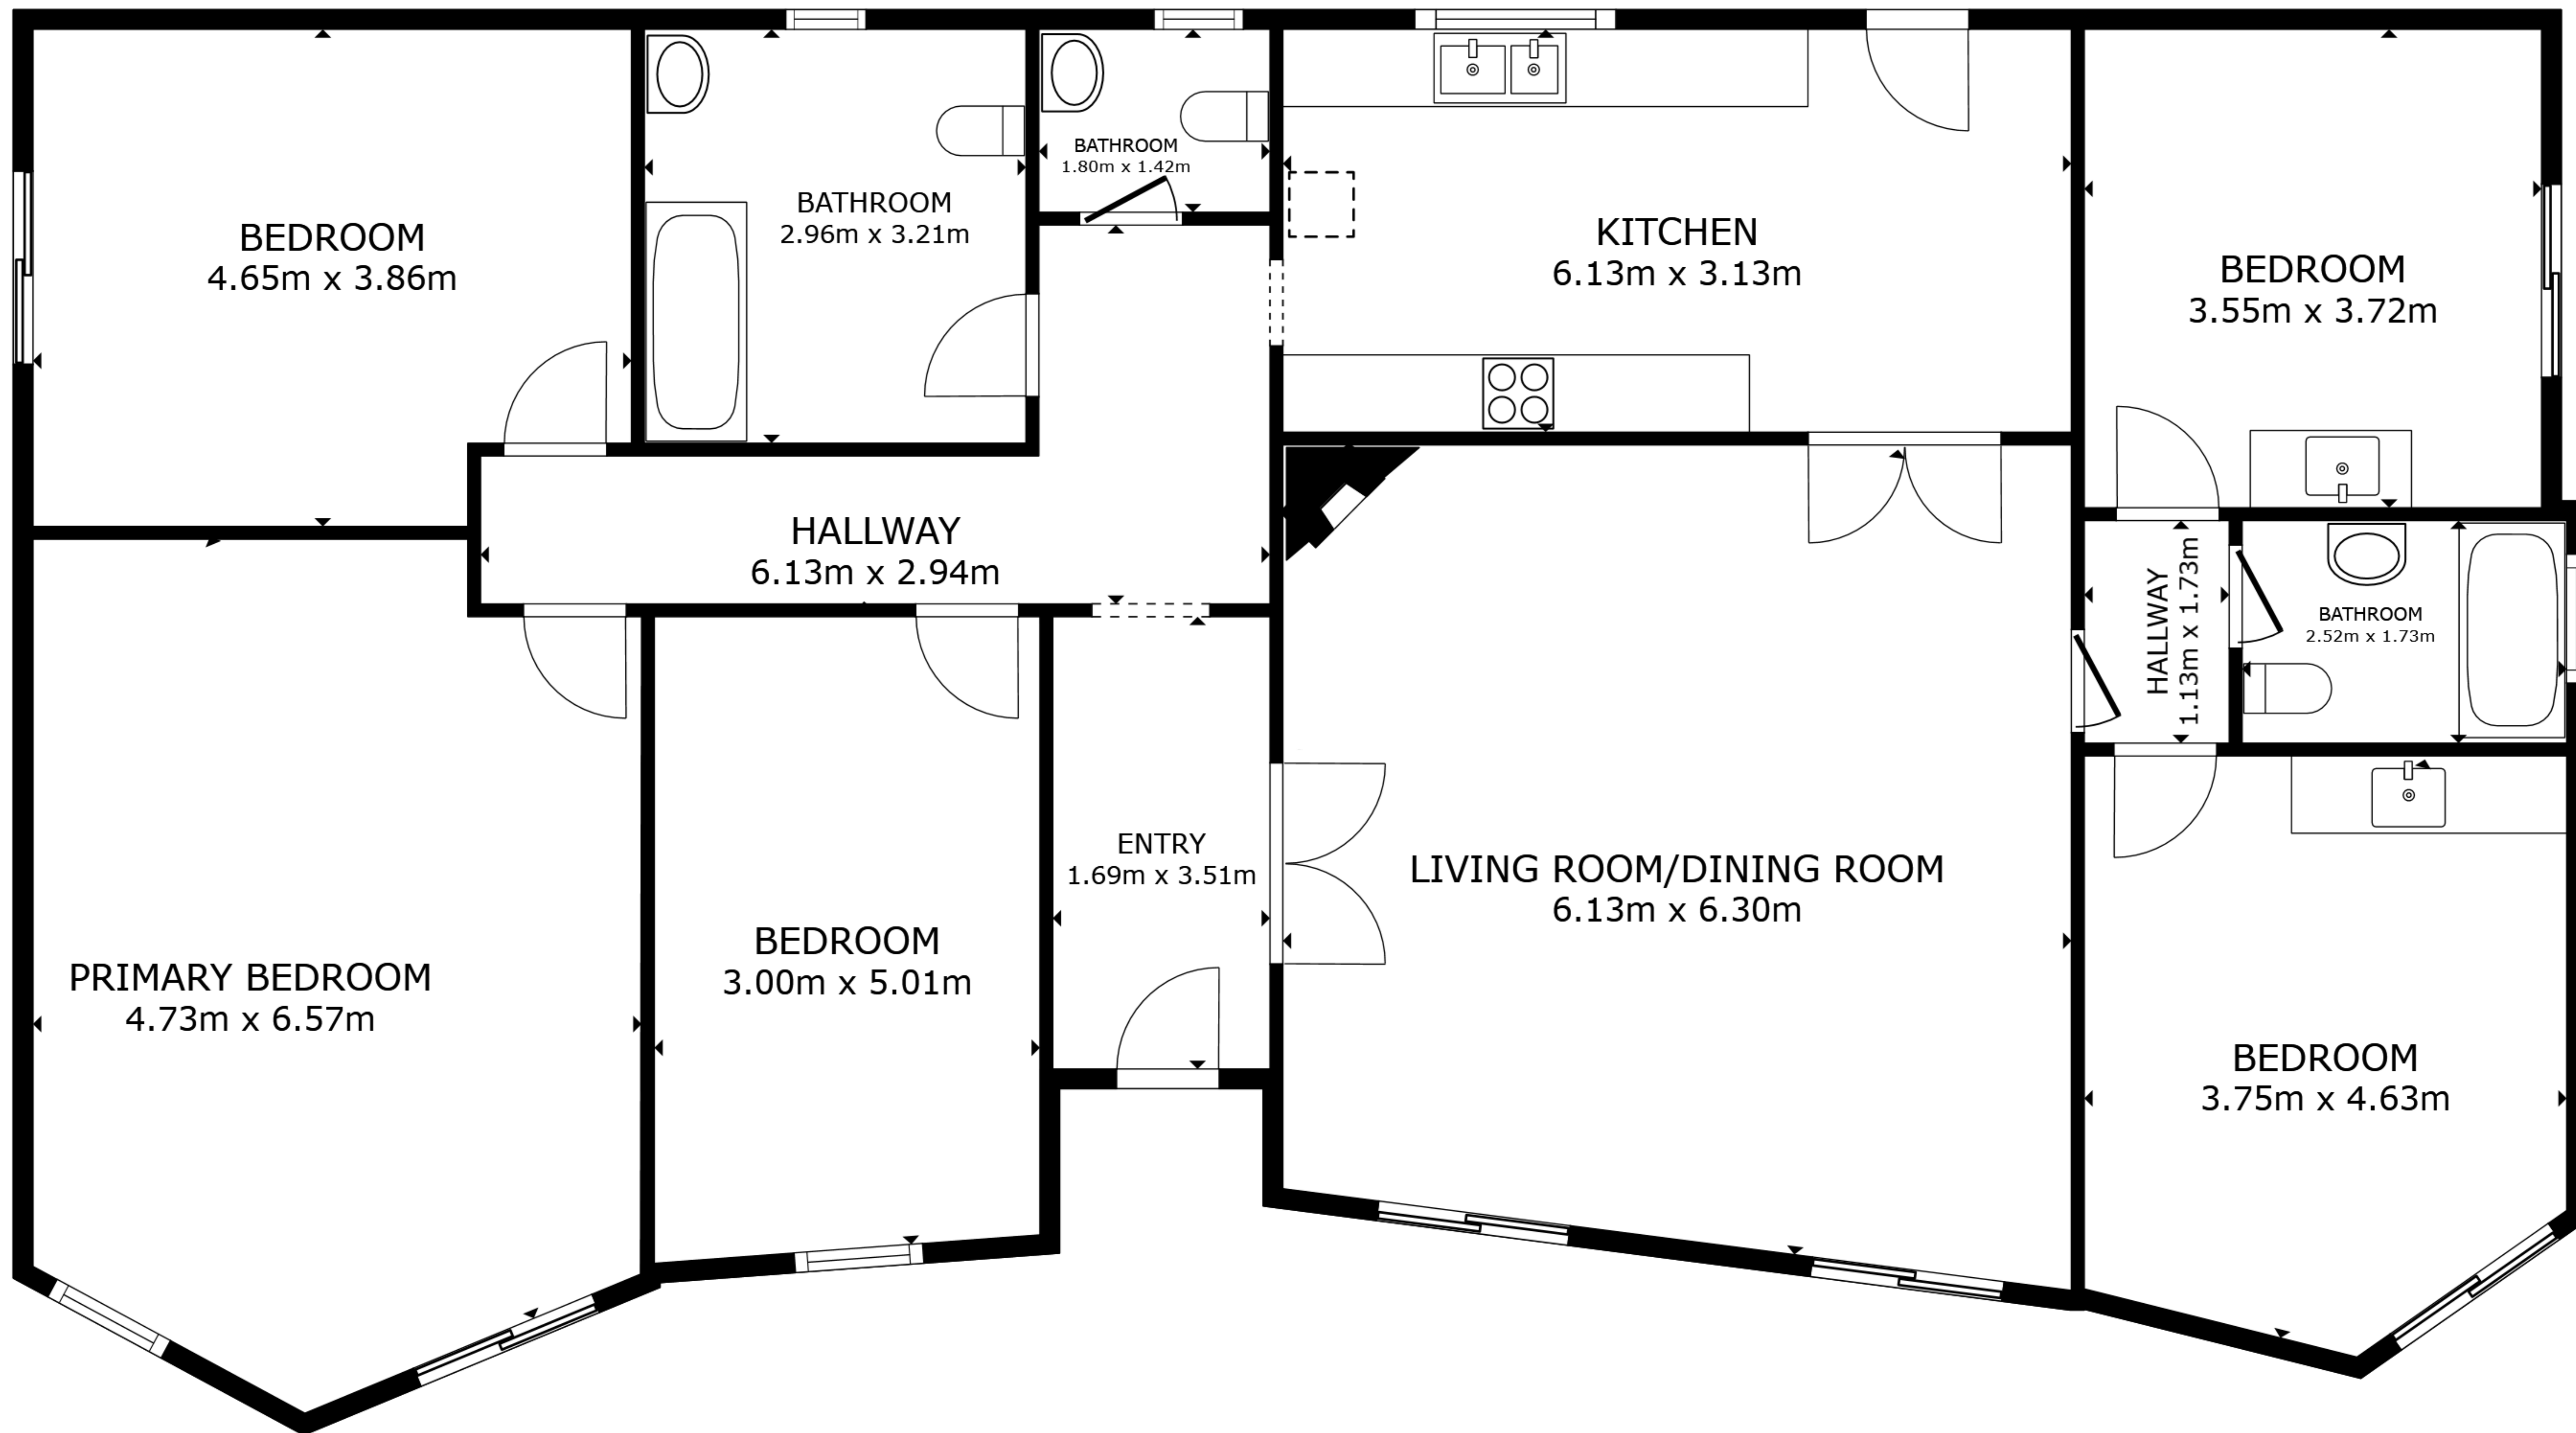 BEDROOM
4.65m x 3.86m
BATHROOM
2.96m x 3.21m
BATHROOM
1.80m x 1.42m
KITCHEN
6.13m x 3.13m
BEDROOM
3.55m x 3.72m
HALLWAY
6.13m x 2.94m
HALLWAY
1.13m x 1.73m
BATHROOM
2.52m x 1.73m
PRIMARY BEDROOM
4.73m x 6.57m
BEDROOM
3.00m x 5.01m
ENTRY
1.69m x 3.51m
LIVING ROOM/DINING ROOM
6.13m x 6.30m
BEDROOM
3.75m x 4.63m